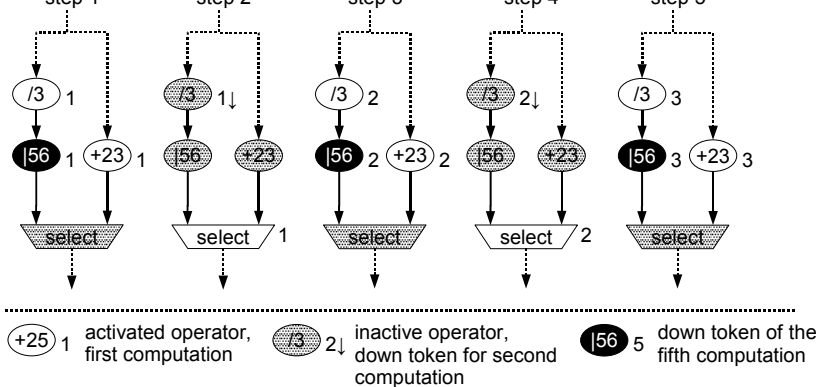 step 1 step 2 step 3 step 4 step 5
/3 1 /3 1↓ /3 2 /3 2↓ /3 3
|56 1 +23 1 |56 +23 |56 2 +23 2 |56 +23 |56 3 +23 3
select select 1 select select 2 select
+25 1 activated operator,
first computation
/3 2↓ inactive operator,
down token for second
computation
|56 5 down token of the
fifth computation